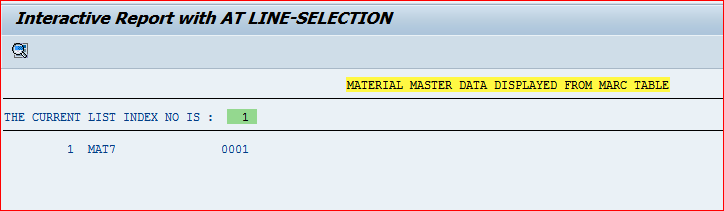 Interactive Report with AT LINE-SELECTION
MATERIAL MASTER DATA DISPLAYED FROM MARC TABLE
THE CURRENT LIST INDEX NO IS : 1
1 MAT7 0001